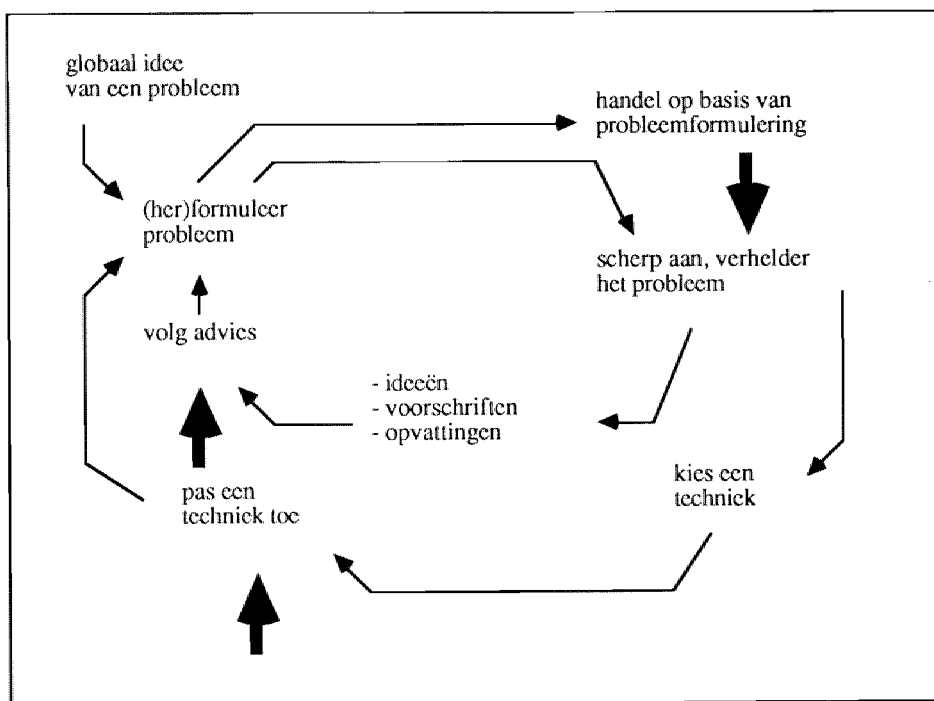 globaal idee
van een probleem
handel op basis van
probleemformulering
(her)formuleer
probleem
scherp aan, verhelder
het probleem
volg advies
- ideeën
- voorschriften
- opvattingen
kies een
techniek
pas een
techniek toe